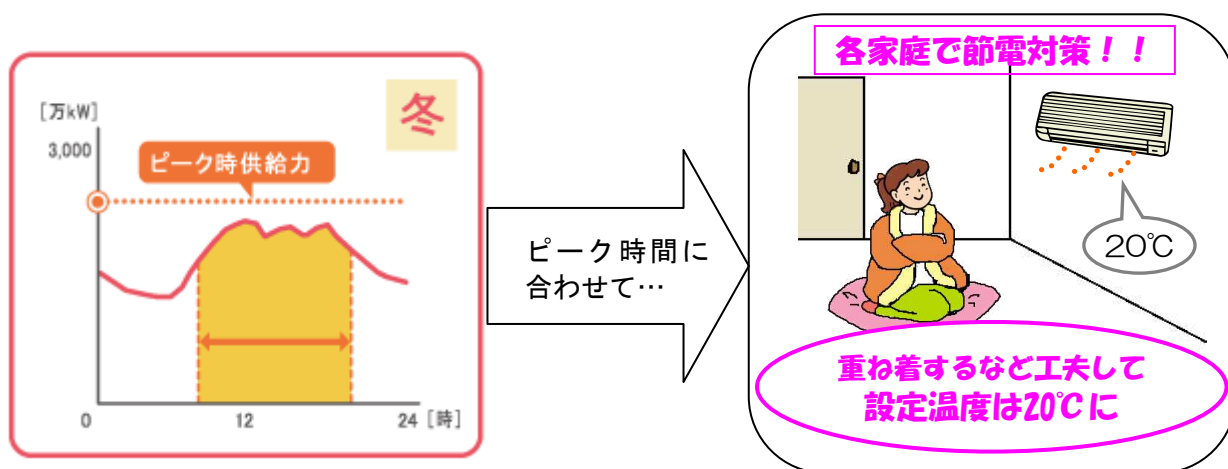 [万kW]
冬
3,000
ピーク時供給力
0
12
24 [時]
ピーク時間に
合わせて…
各家庭で節電対策！！
20℃
重ね着するなど工夫して
設定温度は20℃に